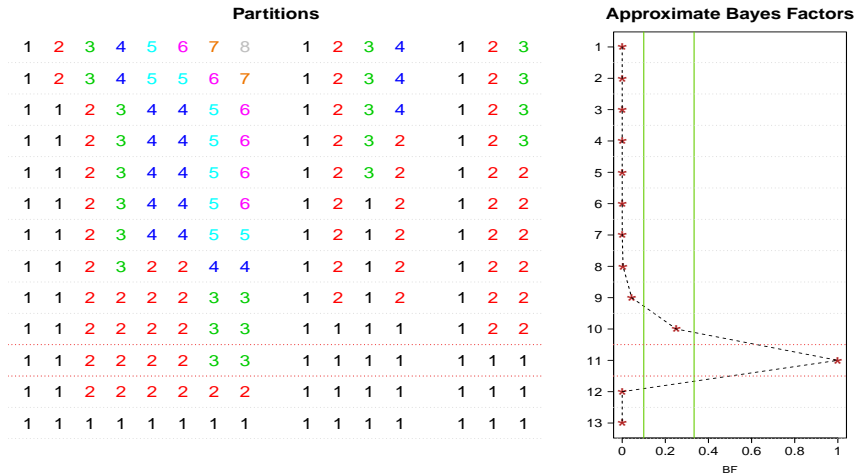 Partitions
Approximate Bayes Factors
1 2 3 4 5 6 7 8 1 2 3 4 1 2 3 1
1 2 3 4 5 5 6 7 1 2 3 4 1 2 3 2
1 1 2 3 4 4 5 6 1 2 3 4 1 2 3 3
1 1 2 3 4 4 5 6 1 2 3 2 1 2 3 4
1 1 2 3 4 4 5 6 1 2 3 2 1 2 2 5
1 1 2 3 4 4 5 6 1 2 1 2 1 2 2 6
1 1 2 3 4 4 5 5 1 2 1 2 1 2 2 7
1 1 2 3 2 2 4 4 1 2 1 2 1 2 2 8
1 1 2 2 2 2 3 3 1 2 1 2 1 2 2 9
1 1 2 2 2 2 3 3 1 1 1 1 1 2 2 10
1 1 2 2 2 2 3 3 1 1 1 1 1 1 1 11
1 1 2 2 2 2 2 2 1 1 1 1 1 1 1 12
1 1 1 1 1 1 1 1 1 1 1 1 1 1 1 13
0 0.2 0.4 0.6 0.8 1
BF